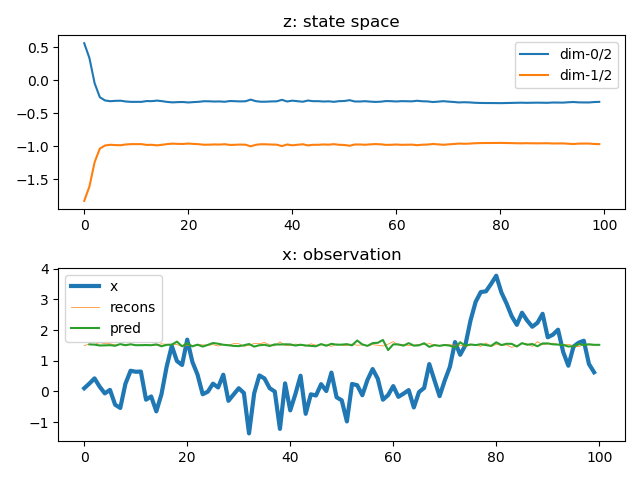 z: state space
0.5
0.0
−0.5
−1.0
−1.5
dim-0/2
dim-1/2
0 20 40 60 80 100
x: observation
4
3
2
1
0
−1
x
recons
pred
0 20 40 60 80 100